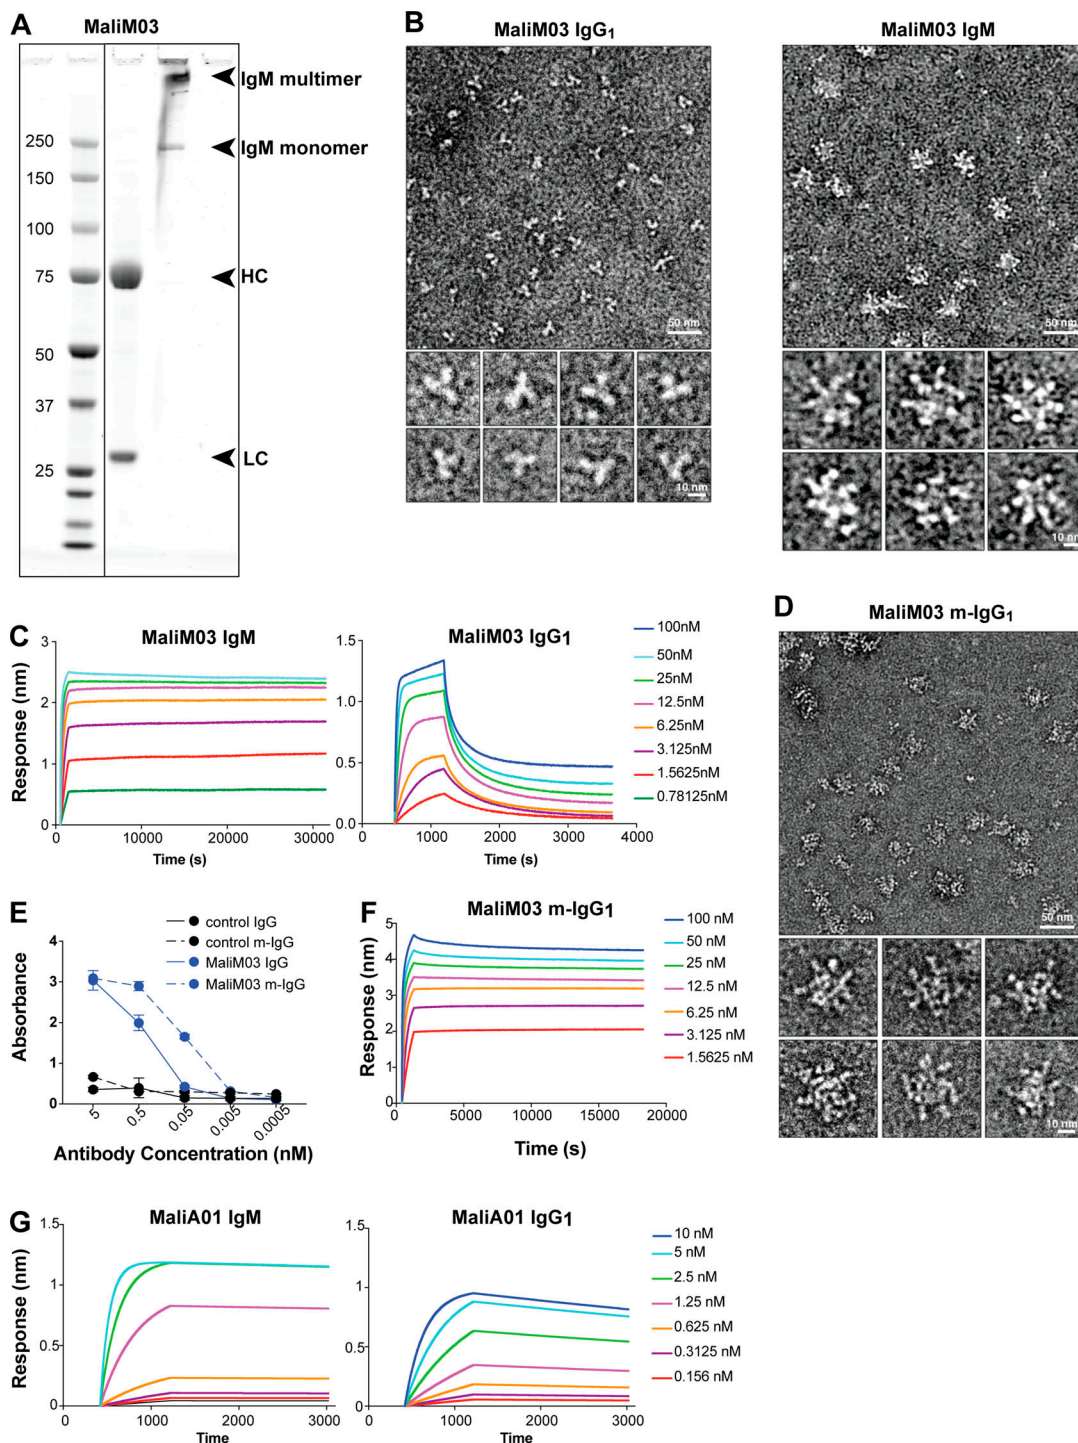 A
MaliM03
IgM multimer
IgM monomer
HC
LC
250
150
100
75
50
37
25
B
MaliM03 IgG1
50 nm
10 nm
MaliM03 IgM
50 nm
10 nm
C
MaliM03 IgM
Response (nm)
3
2
1
0
0
10000
20000
30000
Time (s)
MaliM03 IgG1
1.5
1.0
0.5
0.0
0
1000
2000
3000
4000
Time (s)
100nM
50nM
25nM
12.5nM
6.25nM
3.125nM
1.5625nM
0.78125nM
D
MaliM03 m-IgG1
50 nm
10 nm
E
control IgG
control m-IgG
MaliM03 IgG
MaliM03 m-IgG
Absorbance
4
3
2
1
0
5
0.5
0.05
0.005
0.0005
Antibody Concentration (nM)
F
MaliM03 m-IgG1
Response (nm)
5
4
3
2
1
0
0
5000
10000
15000
20000
Time (s)
100 nM
50 nM
25 nM
12.5 nM
6.25 nM
3.125 nM
1.5625 nM
G
MaliA01 IgM
Response (nm)
1.5
1
0.5
0
0
1000
2000
3000
Time
MaliA01 IgG1
1.5
1
0.5
0
0
1000
2000
3000
Time
10 nM
5 nM
2.5 nM
1.25 nM
0.625 nM
0.3125 nM
0.156 nM